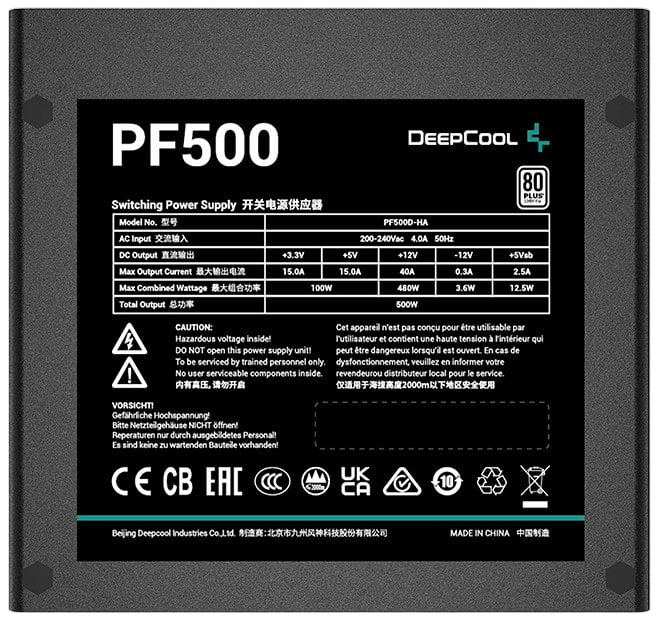 PF500
DEEPCOOL
80
PLUS
Switching Power Supply 开关电源供应器
Model No. 型号 PF500D-HA
AC Input 交流输入 200-240Vac 4.0A 50Hz
DC Output 直流输出 +3.3V +5V +12V -12V +5Vsb
Max Output Current 最大输出电流 15.0A 15.0A 40A 0.3A 2.5A
Max Combined Wattage 最大组合功率 100W 480W 3.6W 12.5W
Total Output 总功率 500W
CAUTION:
Hazardous voltage inside!
DO NOT open this power supply unit!
To be serviced by trained personnel only.
No user serviceable components inside.
内有高压, 请勿开启
Cet appareil n'est pas conçu pour être utilisable par
l'utilisateur et contient une haute tension à l'intérieur qui
peut être dangereux lorsqu'il est ouvert. En cas de
dysfonctionnement, veuillez en informer votre
revendeurou distributeur local pour le service.
仅适用于海拔高度2000m以下地区安全使用
VORSICHT!
Gefährliche Hochspannung!
Bitte Netzteilgehäuse NICHT öffnen!
Reperaturen nur durch ausgebildetes Personal!
Es sind keine zu wartenden Bauteile vorhanden!
CE CB EAC CCC 2000m UK CA 10
Beijing Deepcool Industries Co.,Ltd. 制造商:北京市九州风神科技股份有限公司 MADE IN CHINA 中国制造